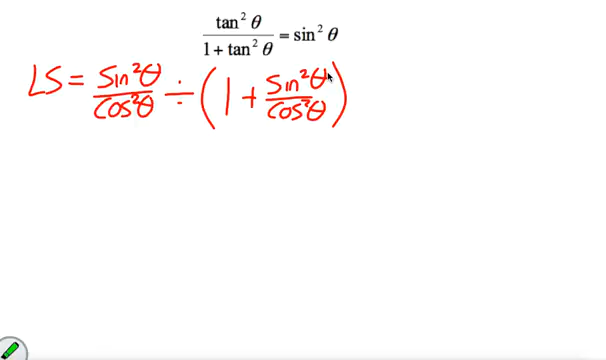 tan² θ / (1 + tan² θ) = sin² θ
LS = Sin²θ / Cos²θ ÷ (1 + Sin²θ / Cos²θ)